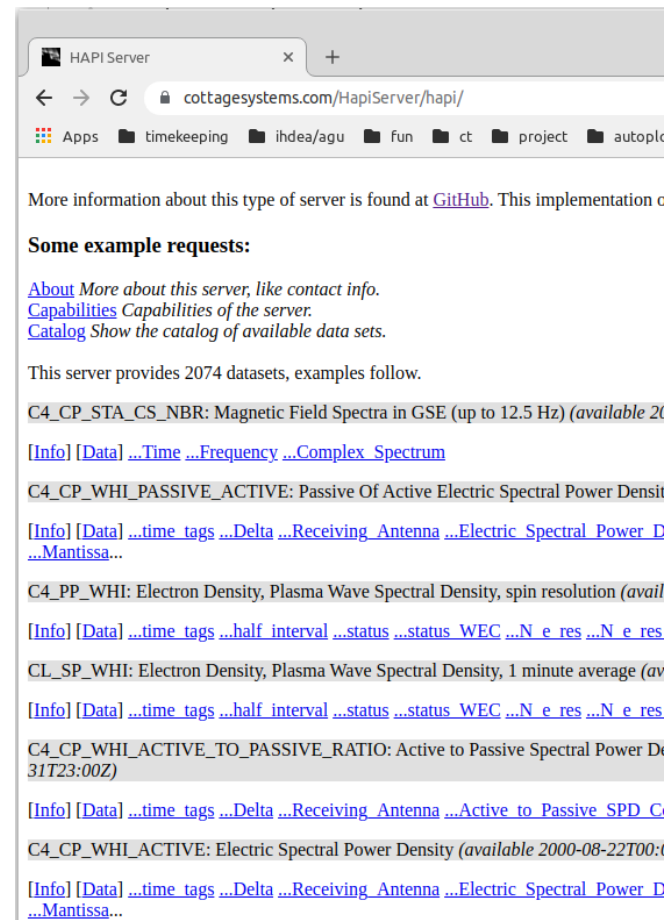 HAPI Server
cottagesystems.com/HapiServer/hapi/
Apps timekeeping ihdea/agu fun ct project
More information about this type of server is found at GitHub. This implementation
Some example requests:
About More about this server, like contact info.
Capabilities Capabilities of the server.
Catalog Show the catalog of available data sets.
This server provides 2074 datasets, examples follow.
C4_CP_STA_CS_NBR: Magnetic Field Spectra in GSE (up to 12.5 Hz) (available
[Info] [Data] ...Time ...Frequency ...Complex_Spectrum
C4_CP_WHI_PASSIVE_ACTIVE: Passive Of Active Electric Spectral Power
[Info] [Data] ...time_tags ...Delta ...Receiving_Antenna ...Electric_Spectral_Power_D
...Mantissa...
C4_PP_WHI: Electron Density, Plasma Wave Spectral Density, spin resolution (avail
[Info] [Data] ...time_tags ...half_interval ...status ...status_WEC ...N_e_res ...N_e_res
CL_SP_WHI: Electron Density, Plasma Wave Spectral Density, 1 minute average (av
[Info] [Data] ...time_tags ...half_interval ...status ...status_WEC ...N_e_res ...N_e_res
C4_CP_WHI_ACTIVE_TO_PASSIVE_RATIO: Active to Passive Spectral Power
31T23:00Z)
[Info] [Data] ...time_tags ...Delta ...Receiving_Antenna ...Active_to_Passive_SPD_C
C4_CP_WHI_ACTIVE: Electric Spectral Power Density (available 2000-08-22T00:
[Info] [Data] ...time_tags ...Delta ...Receiving_Antenna ...Electric_Spectral_Power_D
...Mantissa...